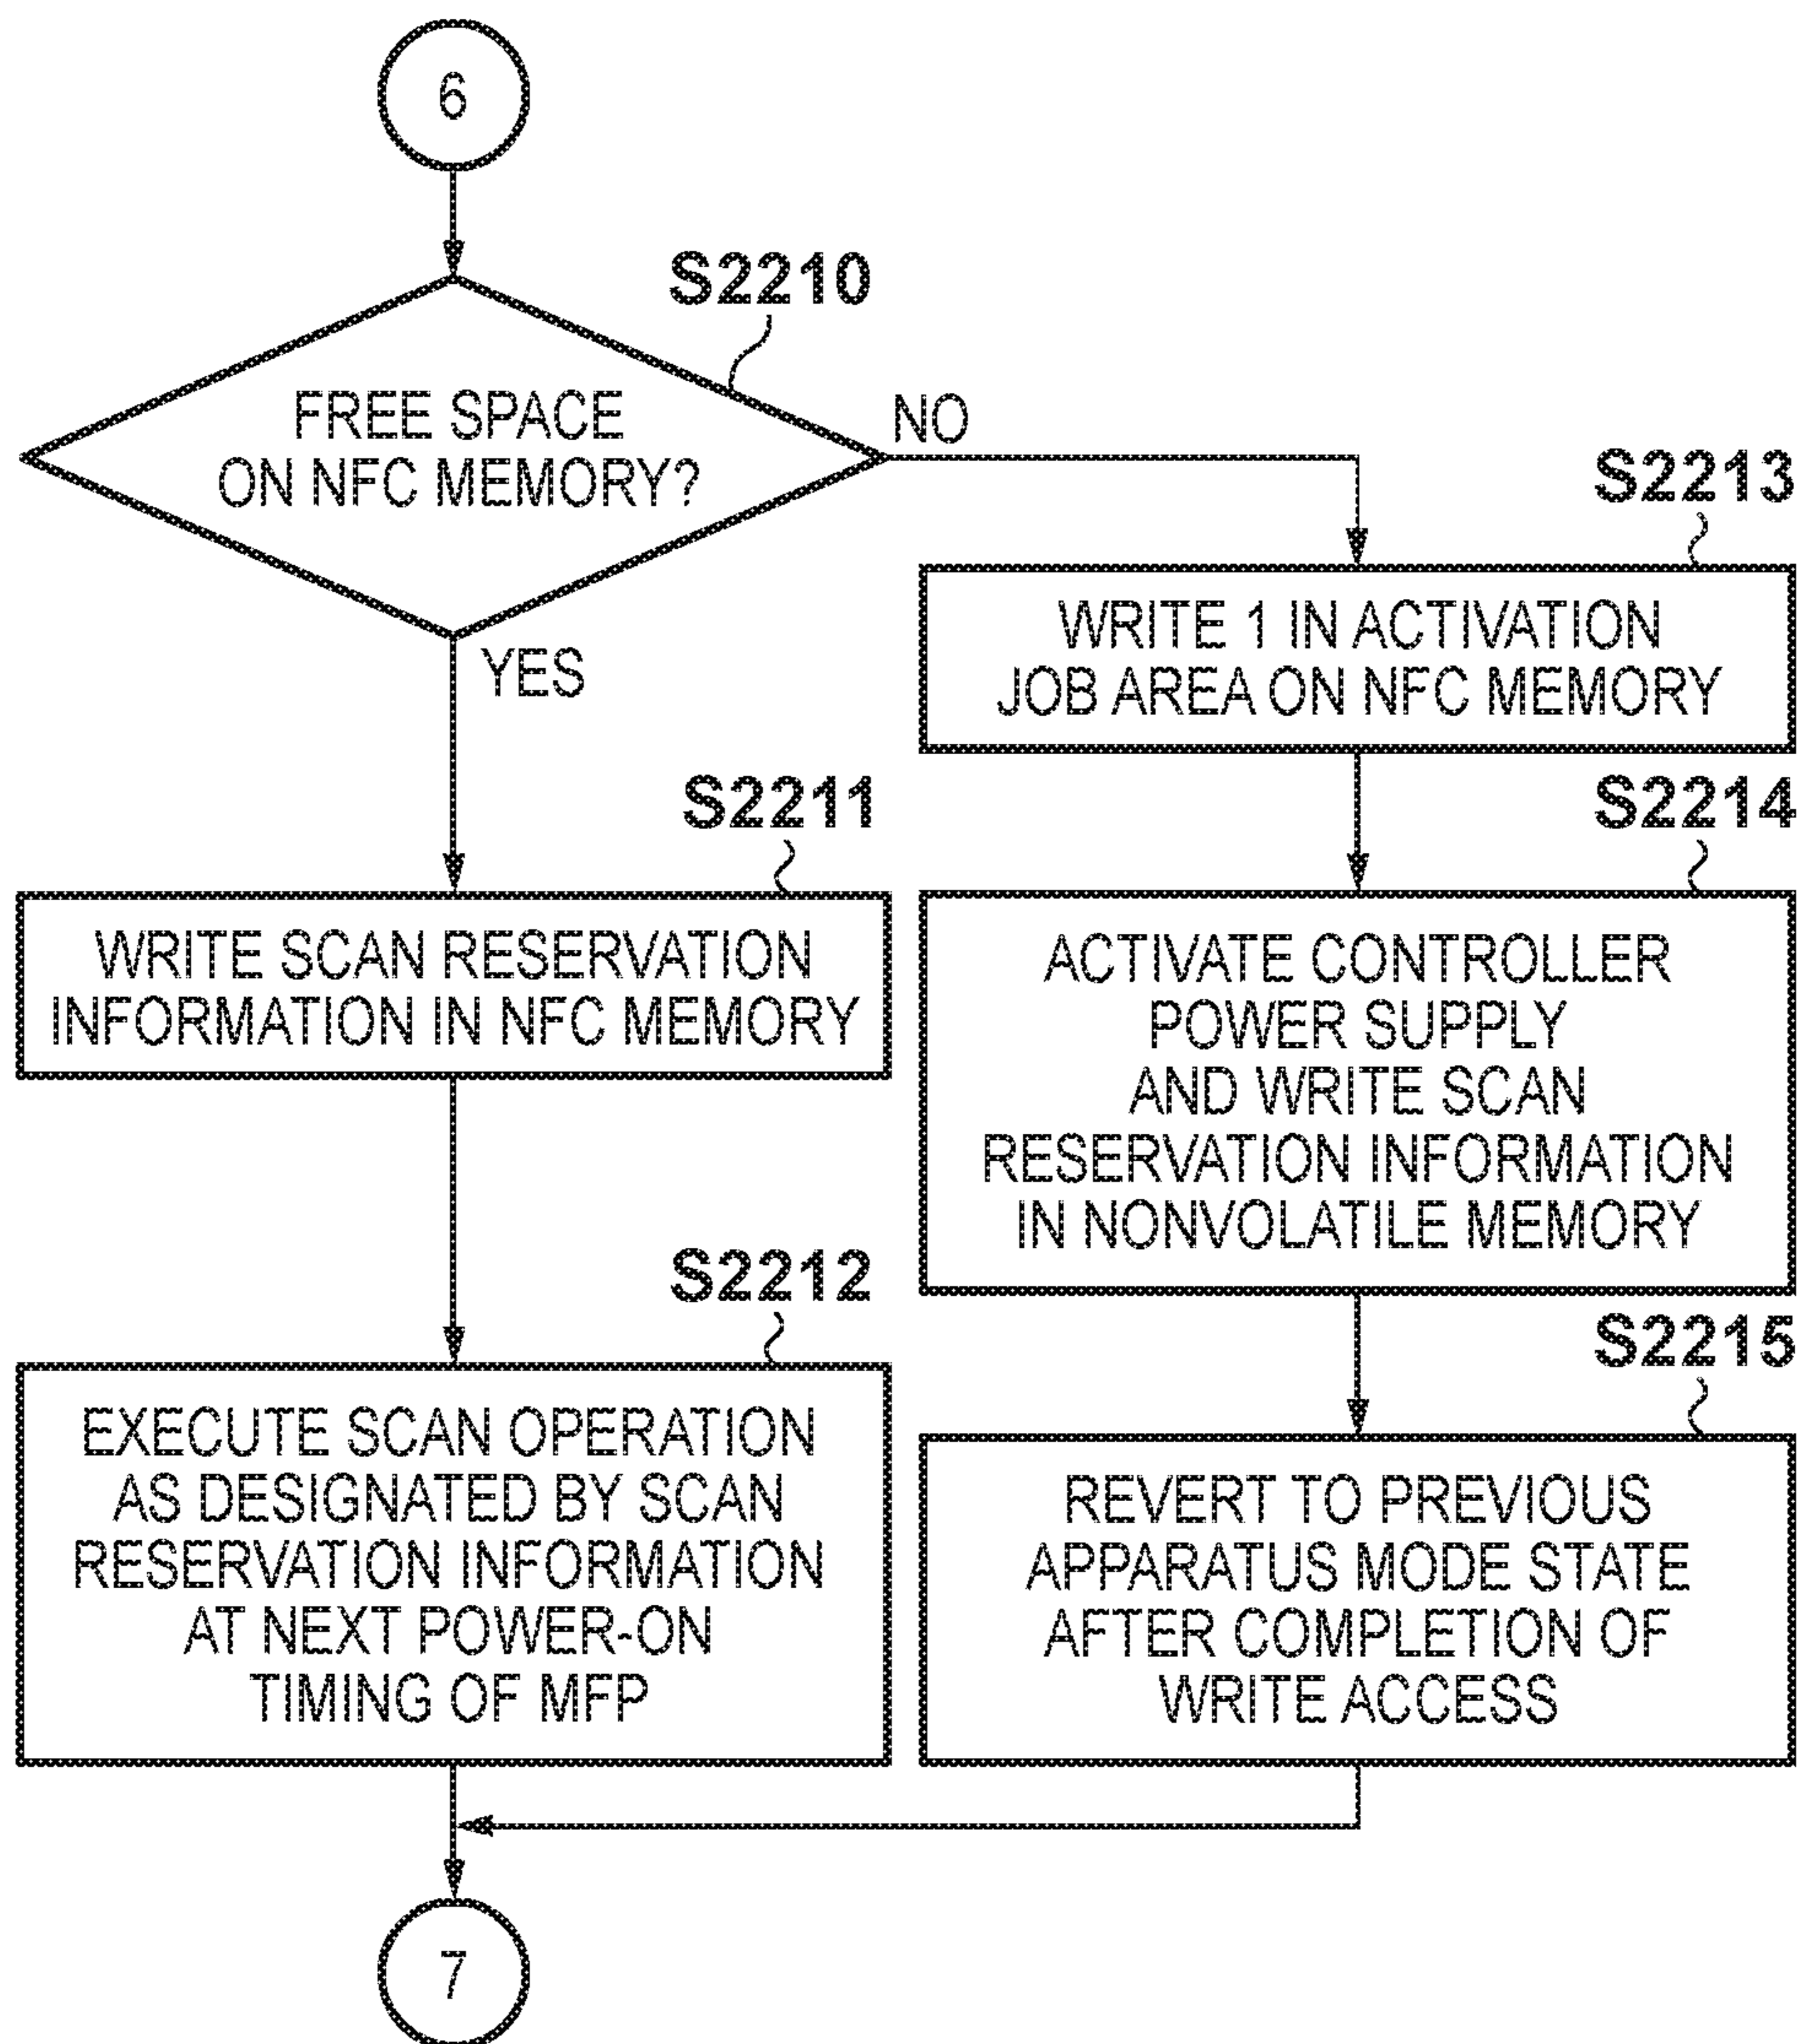 6
S2210
FREE SPACE
ON NFC MEMORY?
NO
YES
S2211
WRITE SCAN RESERVATION
INFORMATION IN NFC MEMORY
S2212
EXECUTE SCAN OPERATION
AS DESIGNATED BY SCAN
RESERVATION INFORMATION
AT NEXT POWER-ON
TIMING OF MFP
S2213
WRITE 1 IN ACTIVATION
JOB AREA ON NFC MEMORY
S2214
ACTIVATE CONTROLLER
POWER SUPPLY
AND WRITE SCAN
RESERVATION INFORMATION
IN NONVOLATILE MEMORY
S2215
REVERT TO PREVIOUS
APPARATUS MODE STATE
AFTER COMPLETION OF
WRITE ACCESS
7